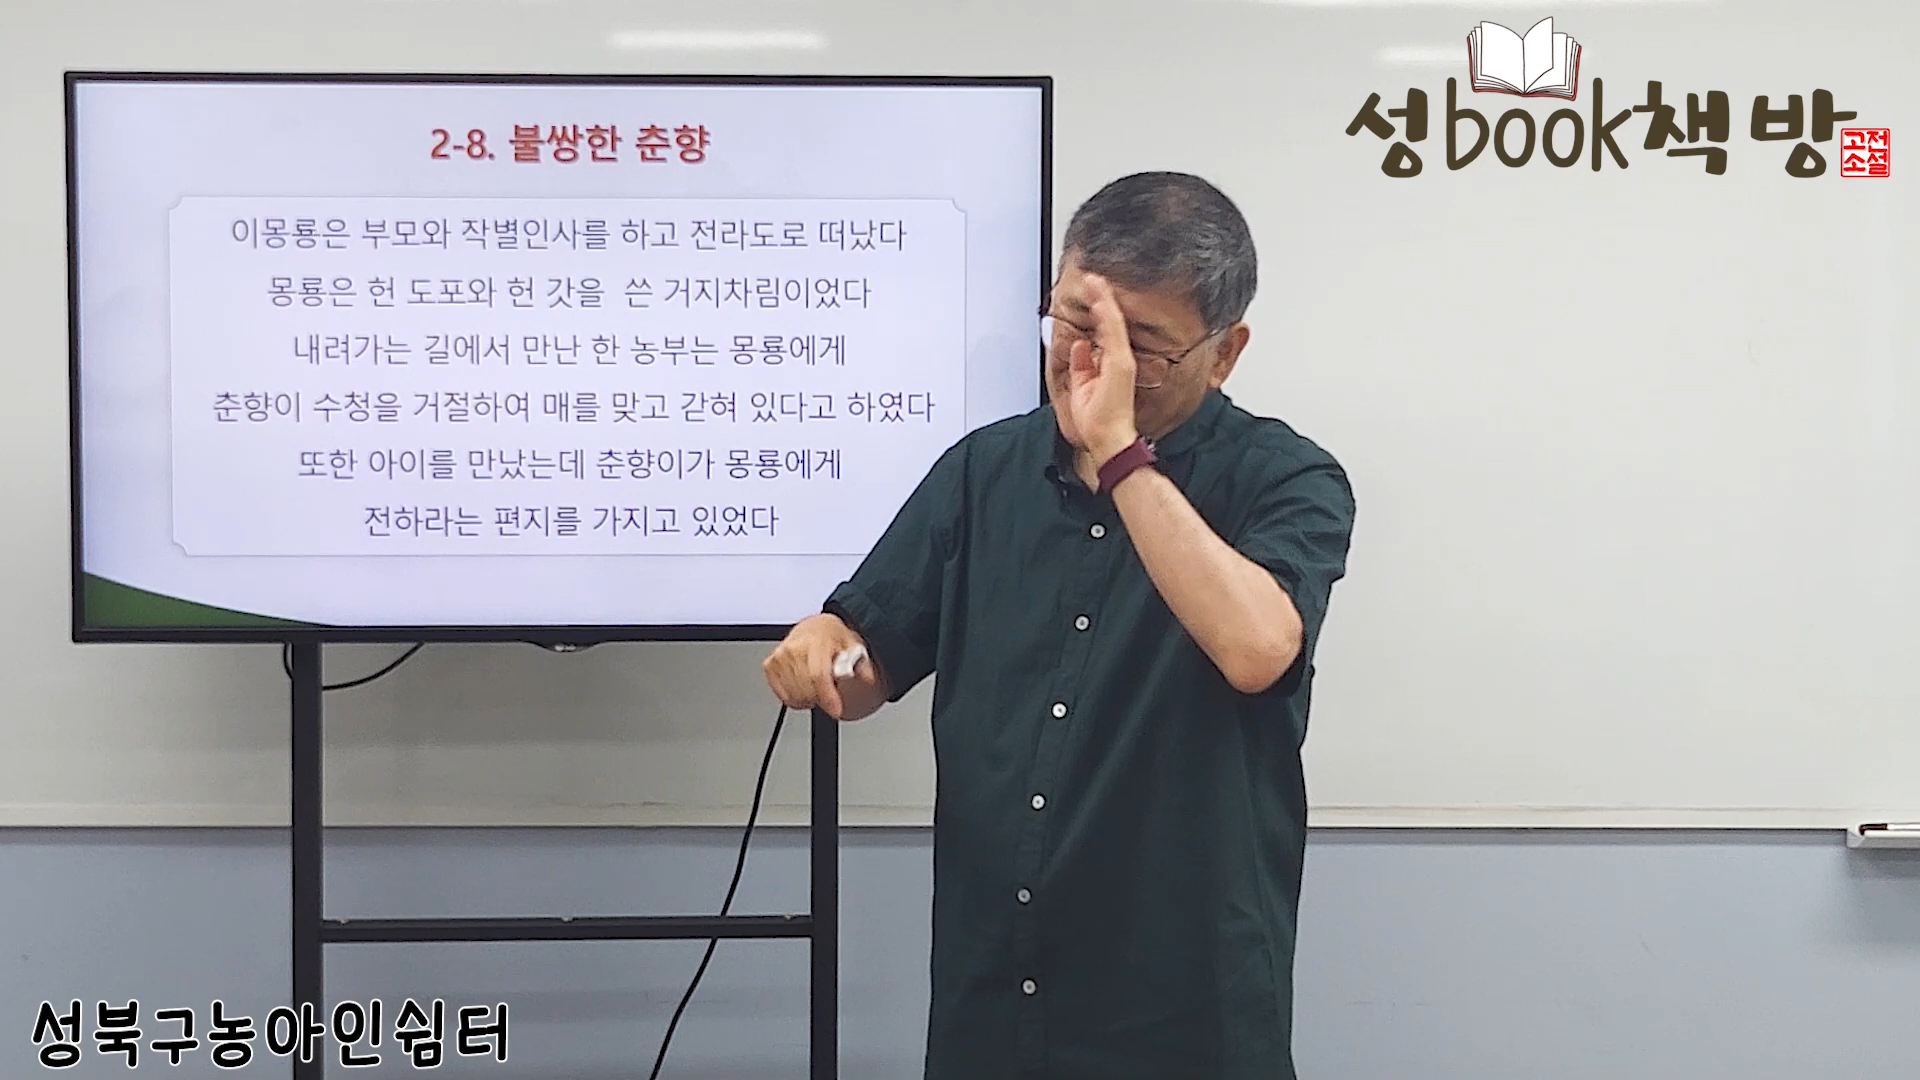 성book책방
고전
소설
2-8. 불쌍한 춘향
이몽룡은 부모와 작별인사를 하고 전라도로 떠났다
몽룡은 헌 도포와 헌 갓을 쓴 거지차림이었다
내려가는 길에서 만난 한 농부는 몽룡에게
춘향이 수청을 거절하여 매를 맞고 갇혀 있다고 하였다
또한 아이를 만났는데 춘향이가 몽룡에게
전하라는 편지를 가지고 있었다
성북구농아인쉼터